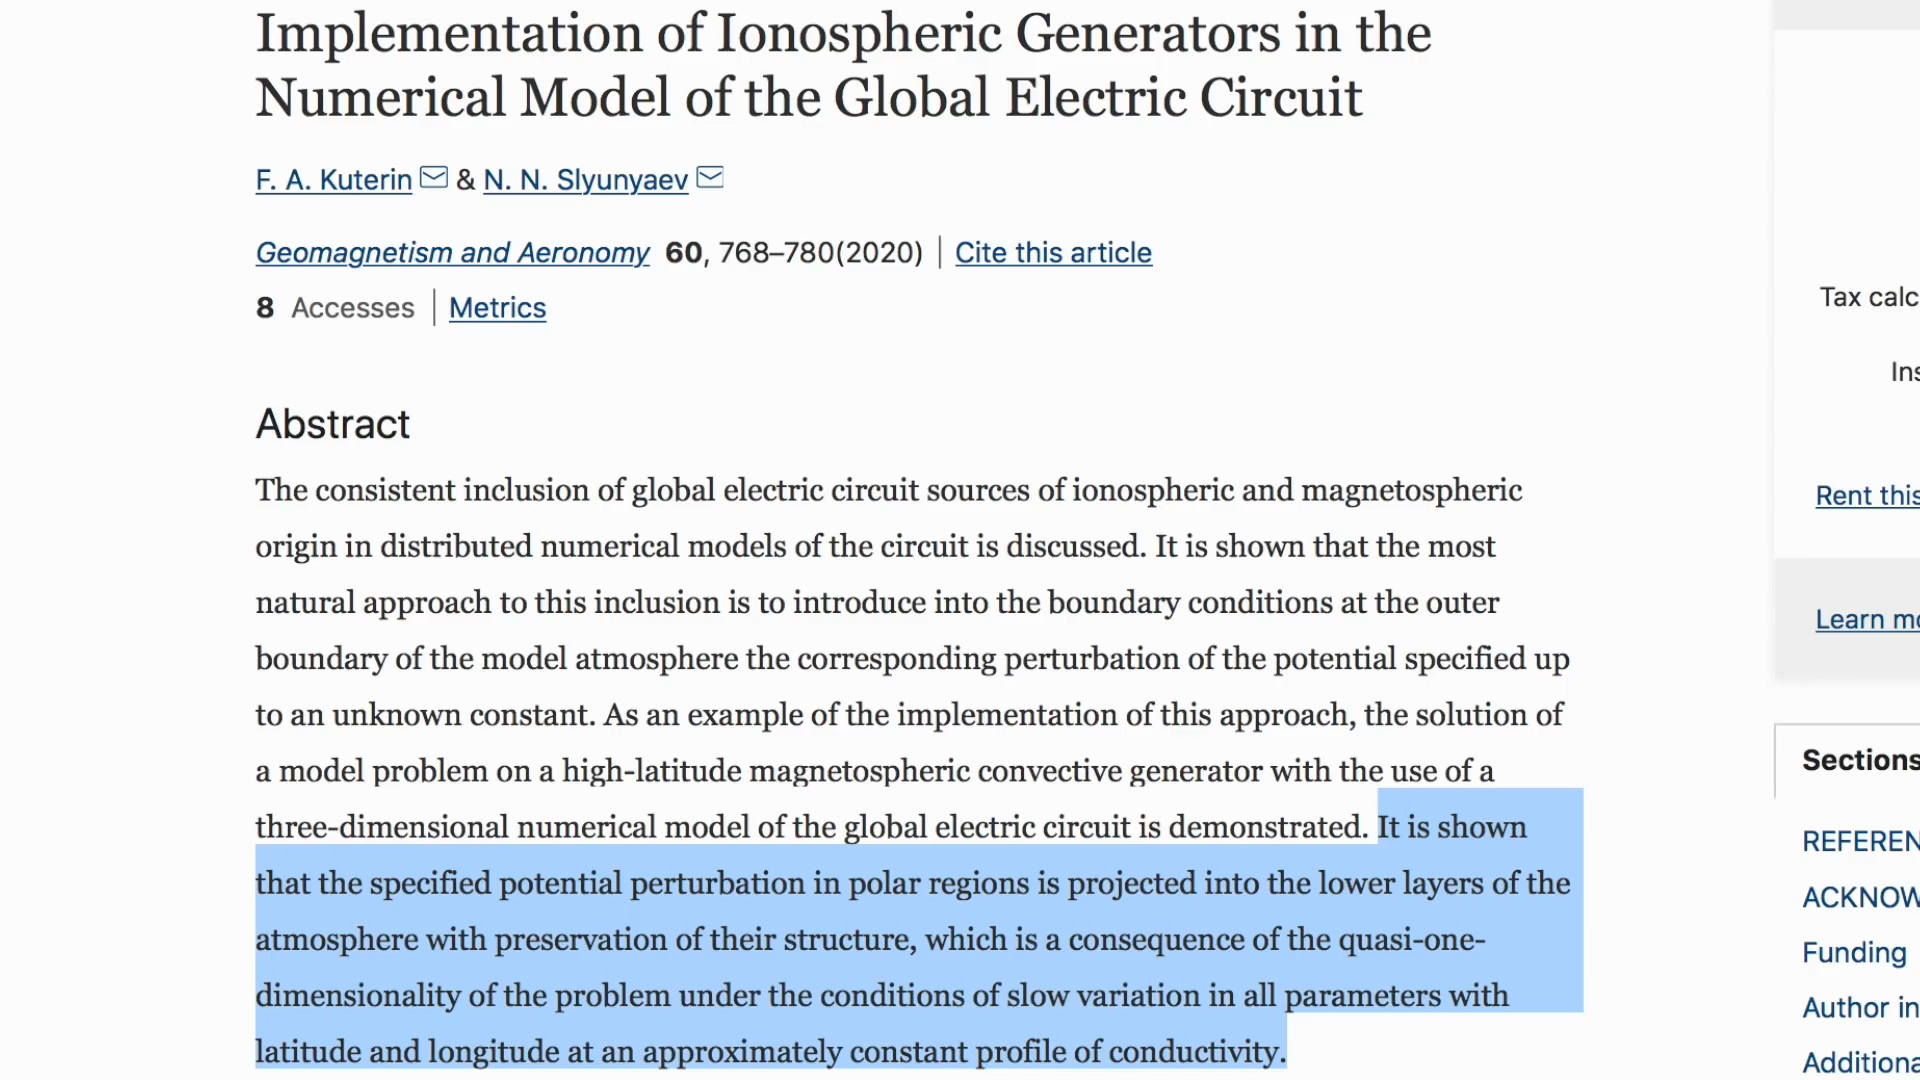 Implementation of Ionospheric Generators in the
Numerical Model of the Global Electric Circuit
F. A. Kuterin & N. N. Slyunyaev
Geomagnetism and Aeronomy 60, 768–780(2020) | Cite this article
8 Accesses | Metrics
Abstract
The consistent inclusion of global electric circuit sources of ionospheric and magnetospheric
origin in distributed numerical models of the circuit is discussed. It is shown that the most
natural approach to this inclusion is to introduce into the boundary conditions at the outer
boundary of the model atmosphere the corresponding perturbation of the potential specified up
to an unknown constant. As an example of the implementation of this approach, the solution of
a model problem on a high-latitude magnetospheric convective generator with the use of a
three-dimensional numerical model of the global electric circuit is demonstrated. It is shown
that the specified potential perturbation in polar regions is projected into the lower layers of the
atmosphere with preservation of their structure, which is a consequence of the quasi-one-
dimensionality of the problem under the conditions of slow variation in all parameters with
latitude and longitude at an approximately constant profile of conductivity.
Tax calc
Ins
Rent this
Learn mo
Sections
REFEREN
ACKNOW
Funding
Author in
Additiona